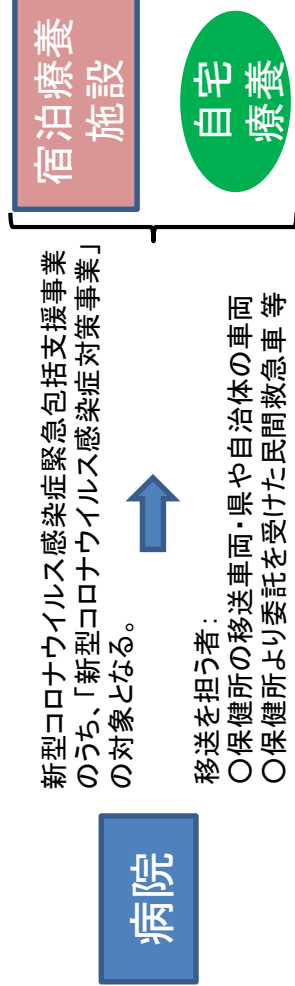 病院
新型コロナウイルス感染症緊急包括支援事業
のうち、「新型コロナウイルス感染症対策事業」
の対象となる。
移送を担う者：
○保健所の移送車両・県や自治体の車両
○保健所より委託を受けた民間救急車 等
宿泊療養
施設
自宅
療養